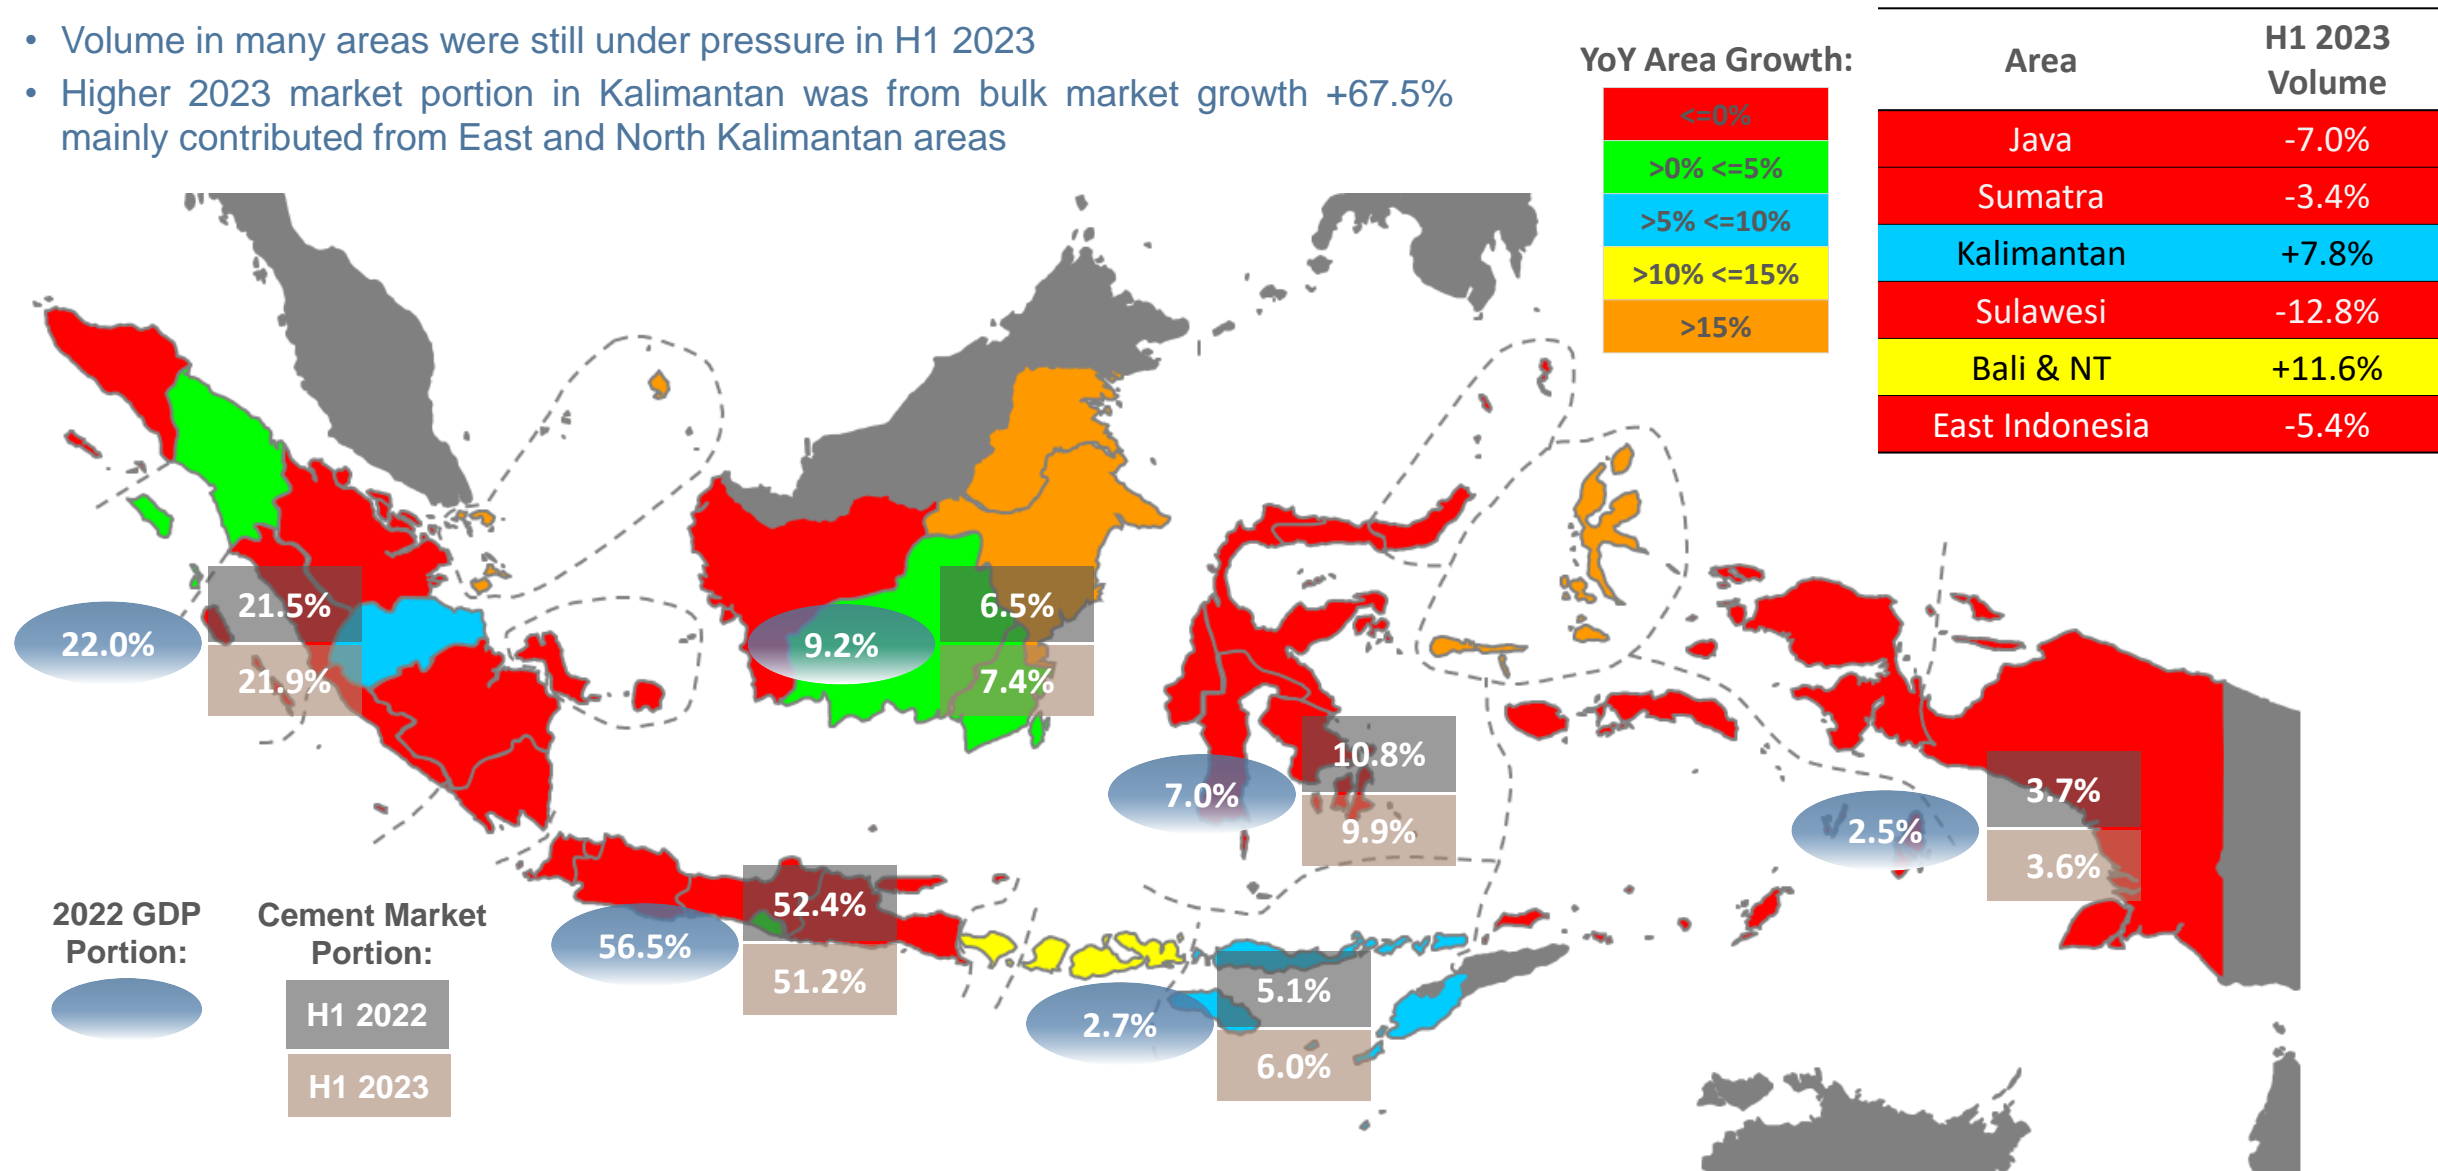 • Volume in many areas were still under pressure in H1 2023
• Higher 2023 market portion in Kalimantan was from bulk market growth +67.5%
mainly contributed from East and North Kalimantan areas
YoY Area Growth:
<=0%
>0% <=5%
>5% <=10%
>10% <=15%
>15%
Area H1 2023 Volume
Java -7.0%
Sumatra -3.4%
Kalimantan +7.8%
Sulawesi -12.8%
Bali & NT +11.6%
East Indonesia -5.4%
22.0%
21.5%
21.9%
9.2%
6.5%
7.4%
7.0%
10.8%
9.9%
2.5%
3.7%
3.6%
56.5%
52.4%
51.2%
2.7%
5.1%
6.0%
2022 GDP
Portion:
Cement Market
Portion:
H1 2022
H1 2023